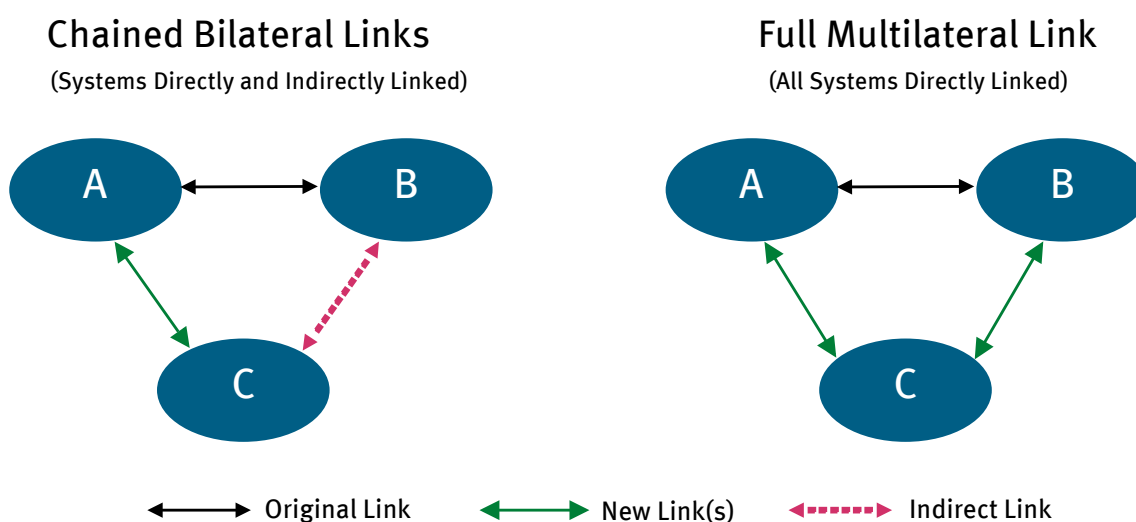 Chained Bilateral Links
(Systems Directly and Indirectly Linked)
A
B
C
Full Multilateral Link
(All Systems Directly Linked)
A
B
C
Original Link
New Link(s)
Indirect Link